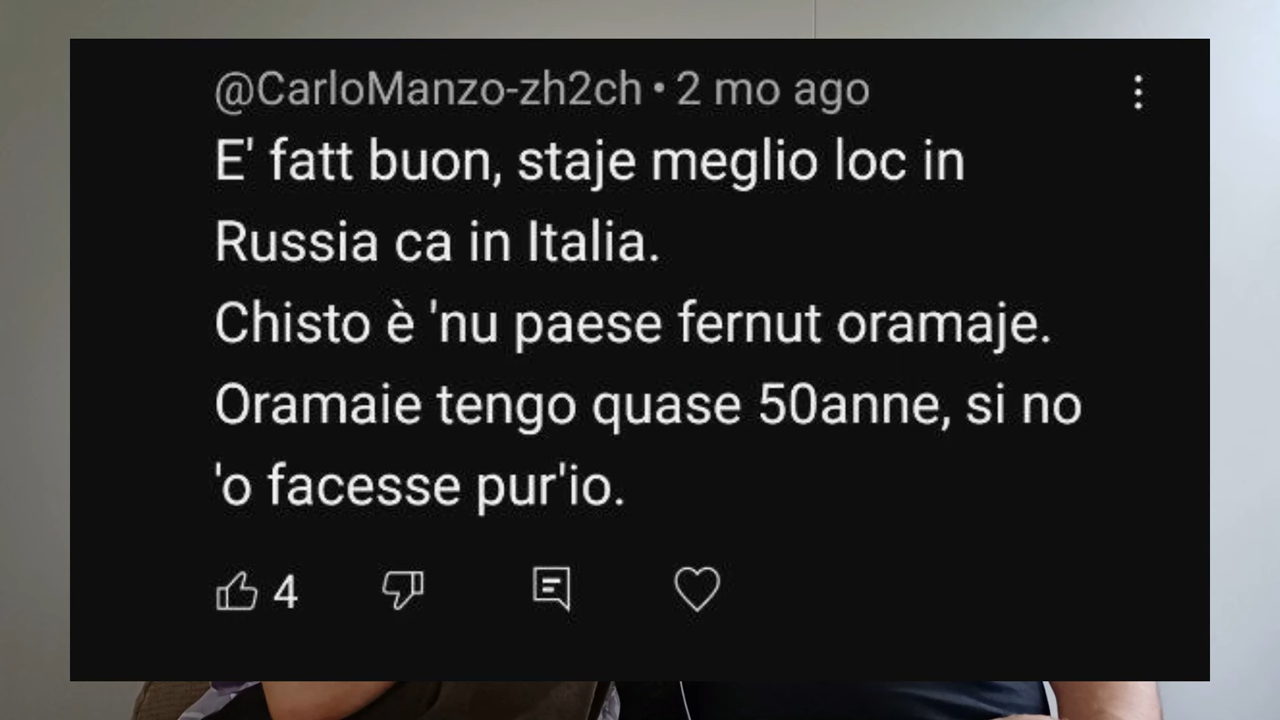 @CarloManzo-zh2ch • 2 mo ago
E' fatt buon, staje meglio loc in
Russia ca in Italia.
Chisto è 'nu paese fernut oramaje.
Oramaie tengo quase 50anne, si no
'o facesse pur'io.
4